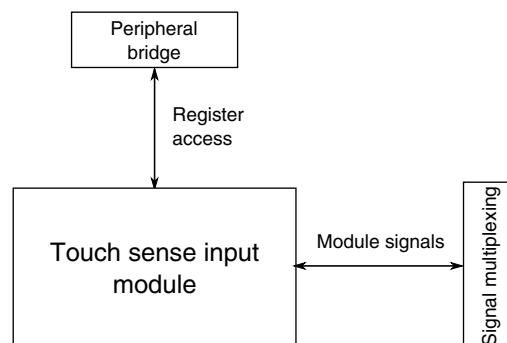 Peripheral
bridge
Register
access
Touch sense input
module
Module signals
Signal multiplexing